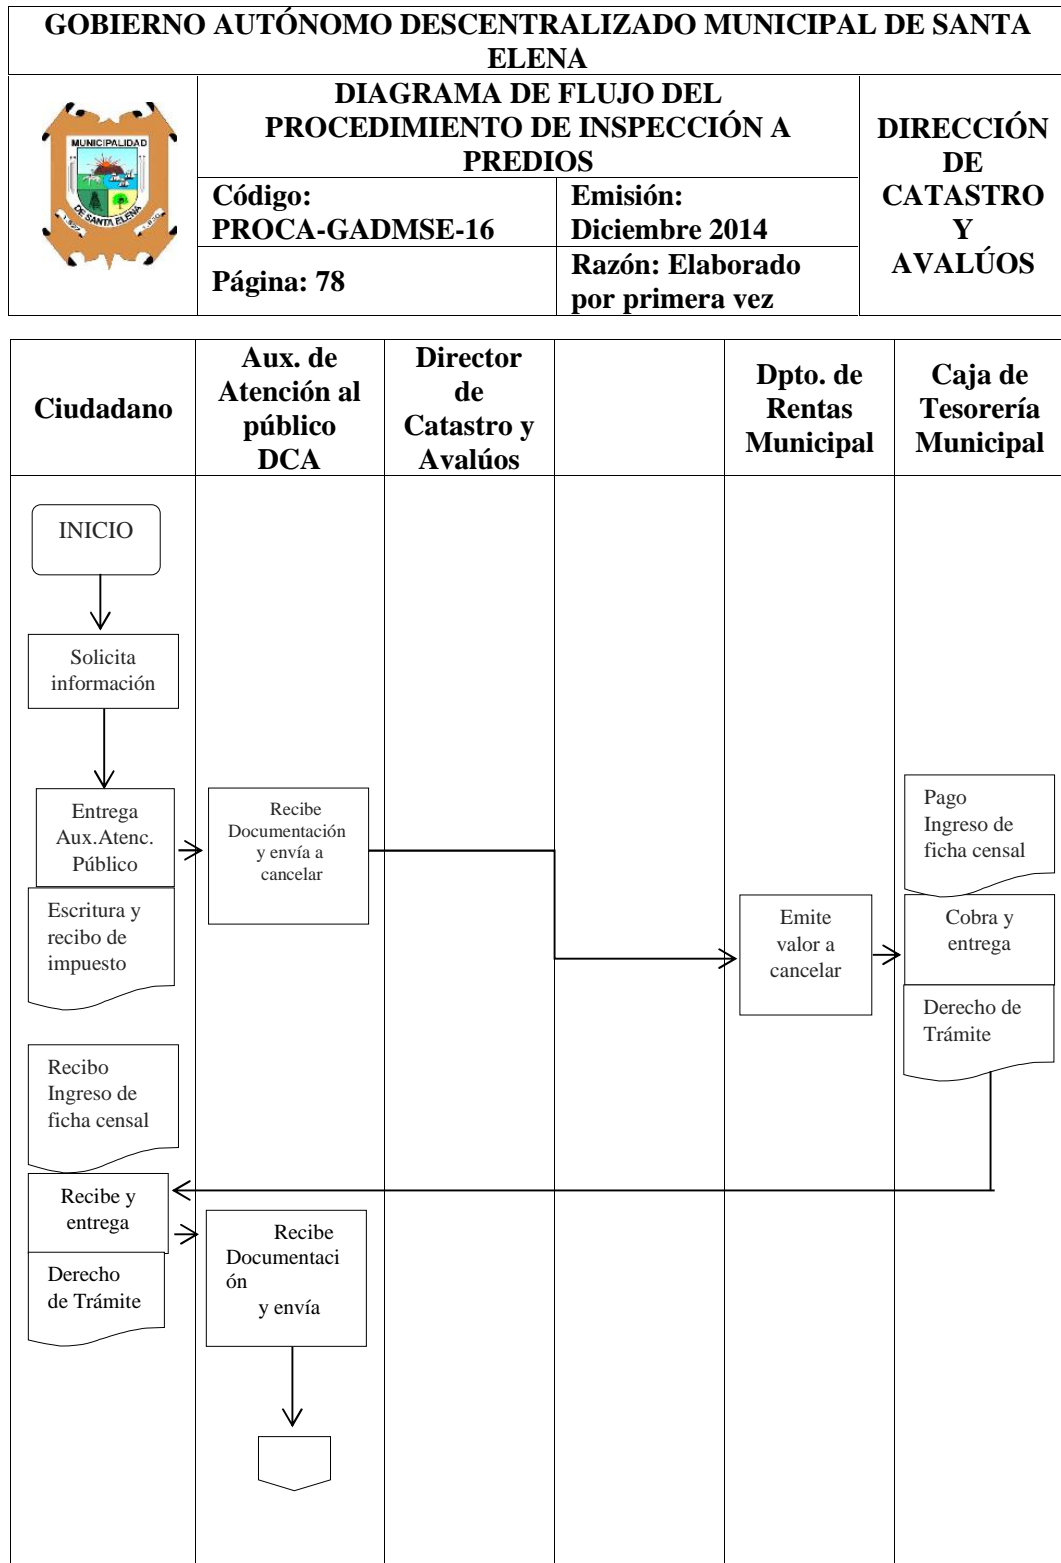 GOBIERNO AUTÓNOMO DESCENTRALIZADO MUNICIPAL DE SANTA
ELENA
MUNICIPALIDAD
DE SANTA ELENA
DIAGRAMA DE FLUJO DEL
PROCEDIMIENTO DE INSPECCIÓN A
PREDIOS
Código:
PROCA-GADMSE-16
Emisión:
Diciembre 2014
Página: 78
Razón: Elaborado
por primera vez
DIRECCIÓN
DE
CATASTRO
Y
AVALÚOS
Ciudadano
Aux. de
Atención al
público
DCA
Director
de
Catastro y
Avalúos
Dpto. de
Rentas
Municipal
Caja de
Tesorería
Municipal
INICIO
Solicita
información
Entrega
Aux.Atenc.
Público
Escritura y
recibo de
impuesto
Recibe
Documentación
y envía a
cancelar
Emite
valor a
cancelar
Pago
Ingreso de
ficha censal
Cobra y
entrega
Derecho de
Trámite
Recibo
Ingreso de
ficha censal
Recibe y
entrega
Derecho
de Trámite
Recibe
Documentaci
ón
y envía